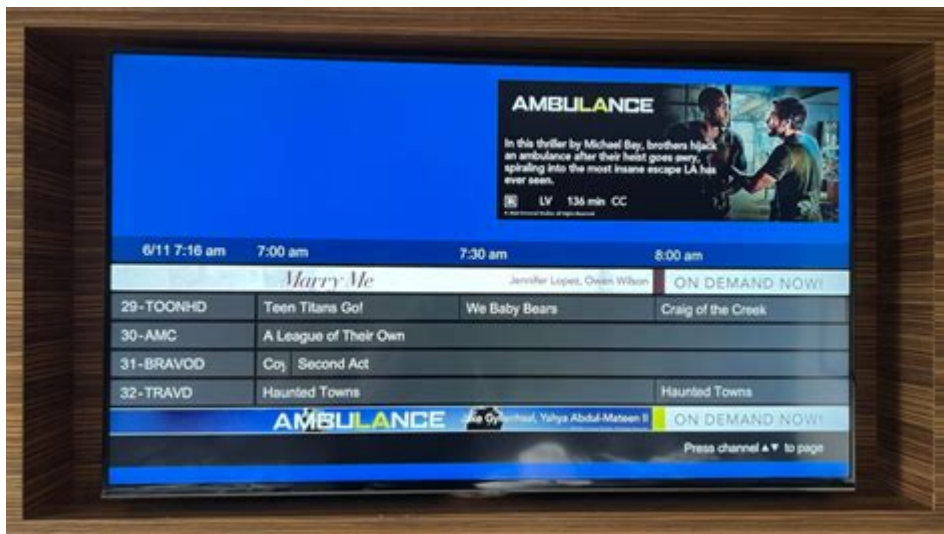 AMBULANCE
In this thriller by Michael Bay, brothers hijack
an ambulance after their heist goes awry,
spiraling into the most insane escape LA has
ever seen.
R LV 136 min CC
6/11 7:16 am 7:00 am 7:30 am 8:00 am
Marry Me Jennifer Lopez, Owen Wilson ON DEMAND NOW!
29-TOONHD Teen Titans Go! We Baby Bears Craig of the Creek
30-AMC A League of Their Own
31-BRAVOD Second Act
32-TRAVD Haunted Towns Haunted Towns
AMBULANCE Jake Gyllenhaal, Yahya Abdul-Mateen II ON DEMAND NOW!
Press channel ▲▼ to page